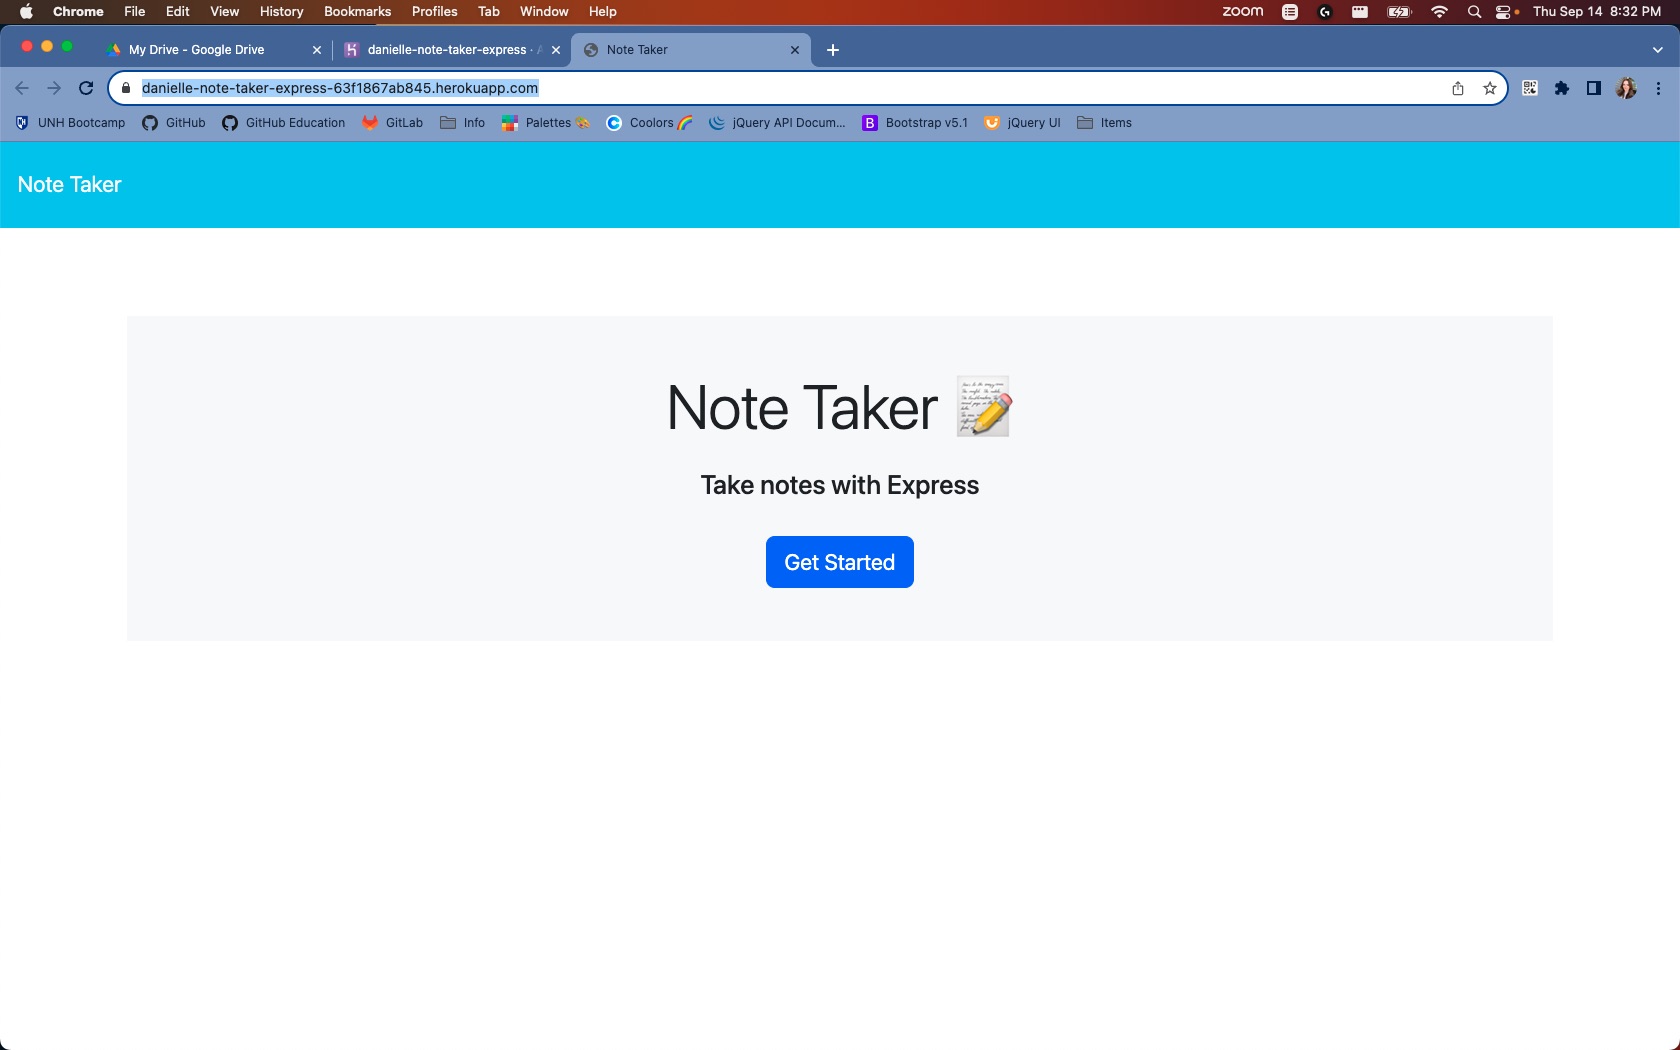 Chrome File Edit View History Bookmarks Profiles Tab Window Help zoom Thu Sep 14 8:32 PM
My Drive - Google Drive danielle-note-taker-express · Note Taker
danielle-note-taker-express-63f1867ab845.herokuapp.com
UNH Bootcamp GitHub GitHub Education GitLab Info Palettes Coolors jQuery API Docum... B Bootstrap v5.1 jQuery UI Items
Note Taker
Note Taker
Take notes with Express
Get Started